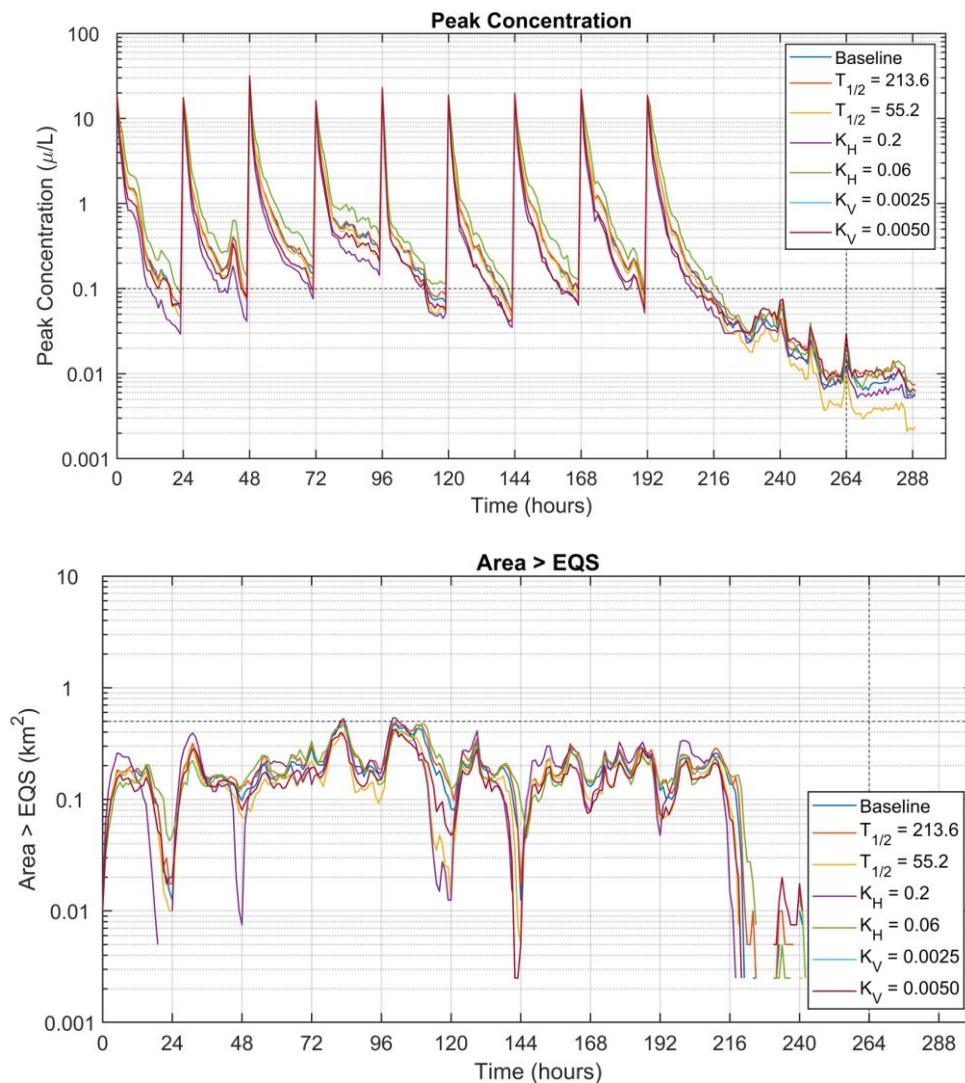 Peak Concentration
100
10
1
0.1
0.01
0.001
Peak Concentration (μ/L)
0 24 48 72 96 120 144 168 192 216 240 264 288
Time (hours)
Baseline
T1/2 = 213.6
T1/2 = 55.2
KH = 0.2
KH = 0.06
KV = 0.0025
KV = 0.0050
Area > EQS
10
1
0.1
0.01
0.001
Area > EQS (km²)
0 24 48 72 96 120 144 168 192 216 240 264 288
Time (hours)
Baseline
T1/2 = 213.6
T1/2 = 55.2
KH = 0.2
KH = 0.06
KV = 0.0025
KV = 0.0050